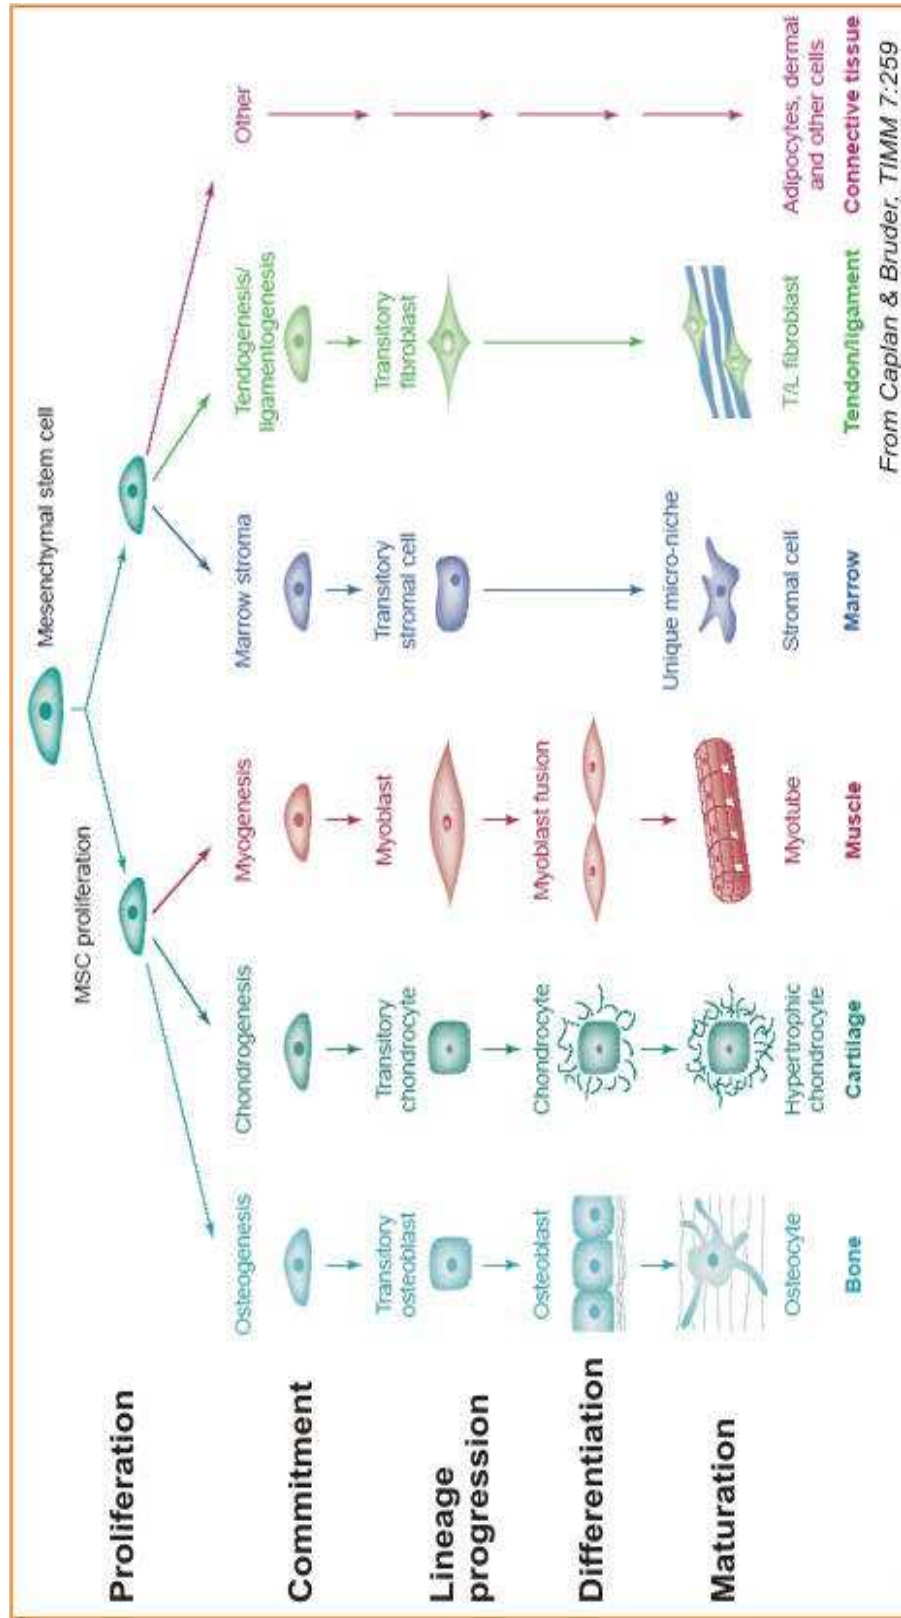 Mesenchymal stem cell
MSC proliferation
Proliferation
Osteogenesis
Chondrogenesis
Myogenesis
Marrow stroma
Tendogenesis/
ligamentogenesis
Other
Commitment
Transitory
osteoblast
Transitory
chondrocyte
Myoblast
Transitory
stromal cell
Transitory
fibroblast
Lineage
progression
Osteoblast
Chondrocyte
Myoblast fusion
Differentiation
Unique micro-niche
Maturation
Osteocyte
Hypertrophic
chondrocyte
Myotube
Stromal cell
T/L fibroblast
Adipocytes, dermal
and other cells
Bone
Cartilage
Muscle
Marrow
Tendon/ligament
Connective tissue
From Caplan & Bruder, TIMM 7:259